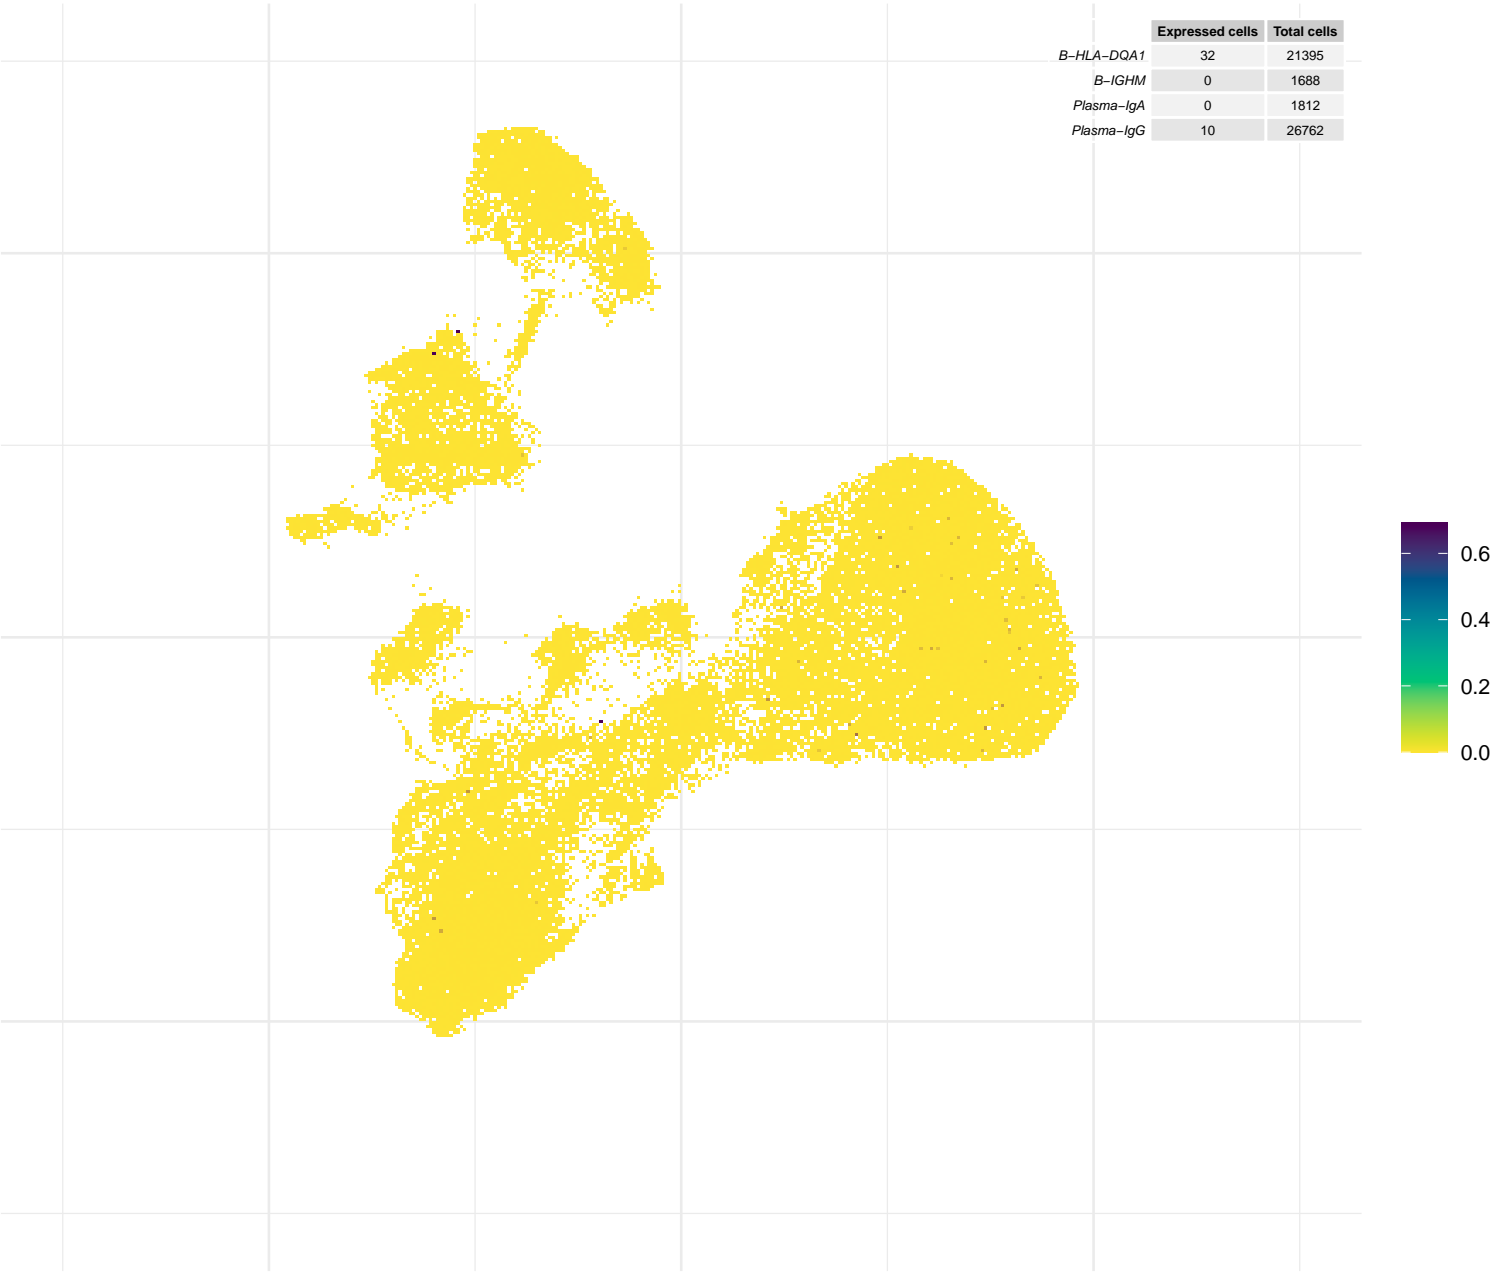 Expressed cells Total cells
B−HLA−DQA1 32 21395
B−IGHM 0 1688
Plasma−IgA 0 1812
Plasma−IgG 10 26762
0.6
0.4
0.2
0.0